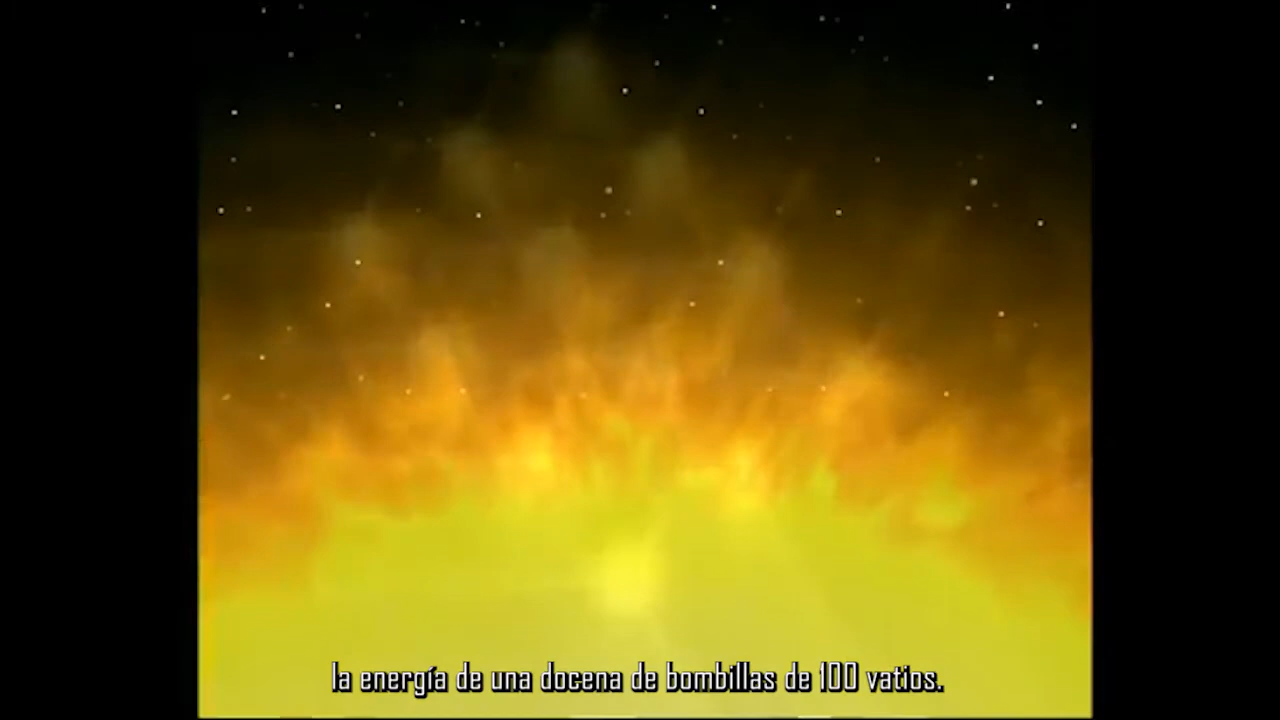 la energía de una docena de bombillas de 100 vatios.